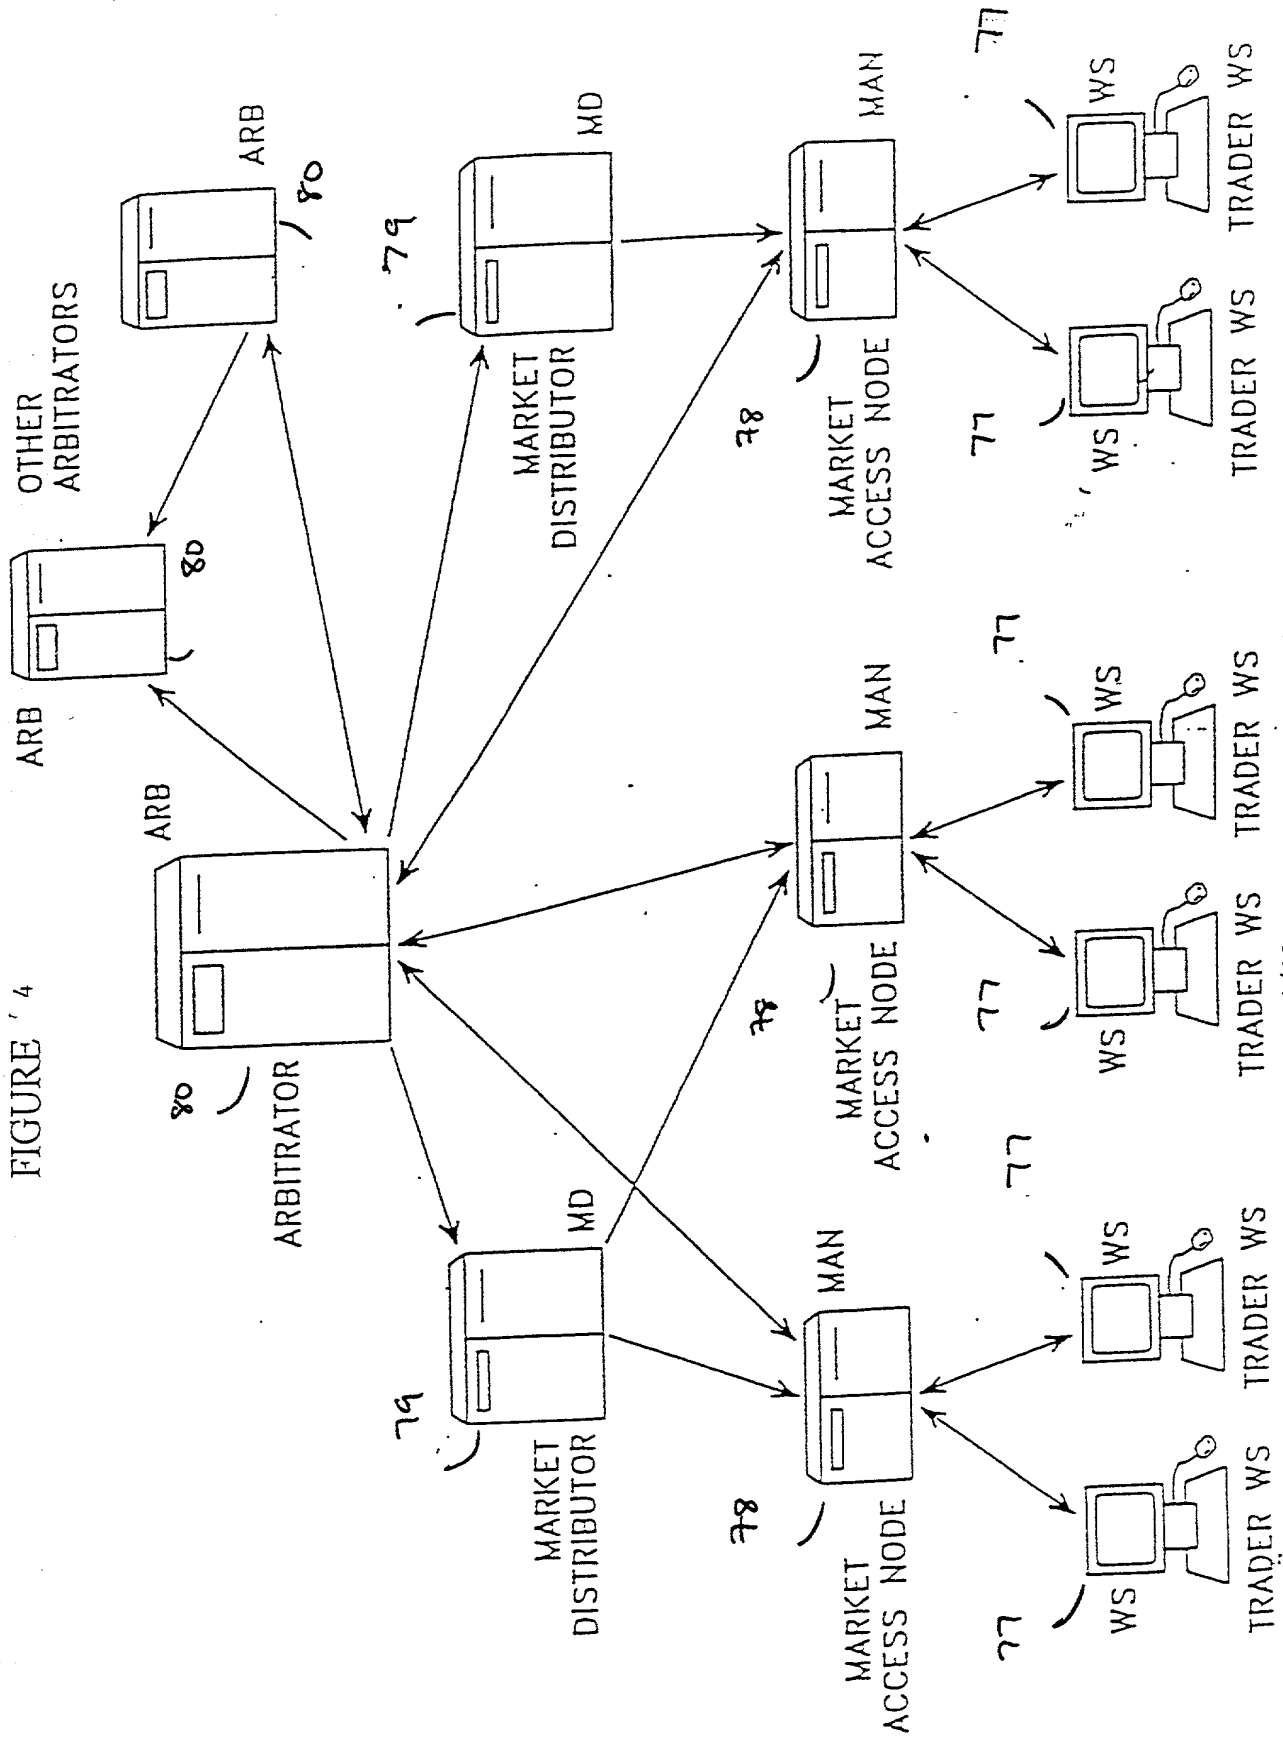 FIGURE 4
ARB
OTHER
ARBITRATORS
ARB
80
80
ARB
80
ARBITRATOR
79
MARKET
DISTRIBUTOR
MD
79
MARKET
DISTRIBUTOR
MD
78
MARKET
ACCESS NODE
MAN
78
MARKET
ACCESS NODE
MAN
78
MARKET
ACCESS NODE
MAN
77
WS
TRADER WS
77
WS
TRADER WS
77
WS
TRADER WS
77
WS
TRADER WS
77
WS
TRADER WS
77
WS
TRADER WS